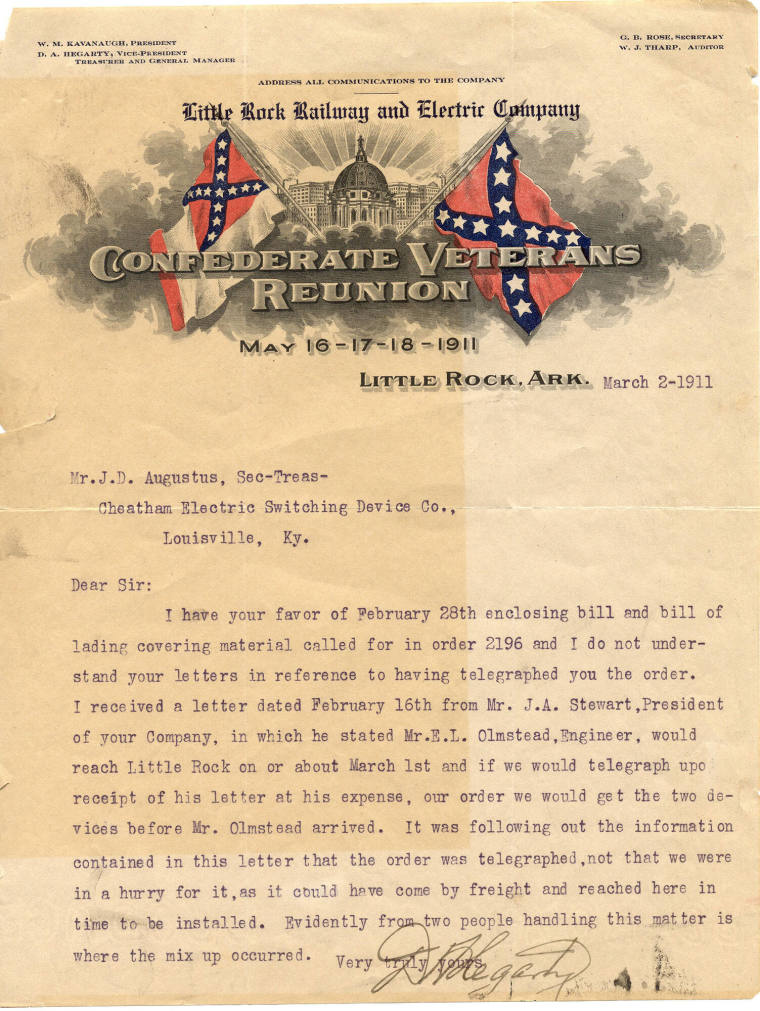 W. M. KAVANAUGH, PRESIDENT
D. A. HEGARTY, VICE-PRESIDENT
TREASURER AND GENERAL MANAGER
G. B. ROSE, SECRETARY
W. J. THARP, AUDITOR
ADDRESS ALL COMMUNICATIONS TO THE COMPANY
Little Rock Railway and Electric Company
CONFEDERATE VETERANS
REUNION
MAY 16-17-18-1911
LITTLE ROCK, ARK. March 2-1911
Mr.J.D. Augustus, Sec-Treas-
Cheatham Electric Switching Device Co.,
Louisville, Ky.
Dear Sir:
I have your favor of February 28th enclosing bill and bill of
lading covering material called for in order 2196 and I do not under-
stand your letters in reference to having telegraphed you the order.
I received a letter dated February 16th from Mr. J.A. Stewart,President
of your Company, in which he stated Mr.E.L. Olmstead,Engineer, would
reach Little Rock on or about March 1st and if we would telegraph upo
receipt of his letter at his expense, our order we would get the two de-
vices before Mr. Olmstead arrived. It was following out the information
contained in this letter that the order was telegraphed,not that we were
in a hurry for it,as it could have come by freight and reached here in
time to be installed. Evidently from two people handling this matter is
where the mix up occurred. Very truly yours,
D A Hegarty